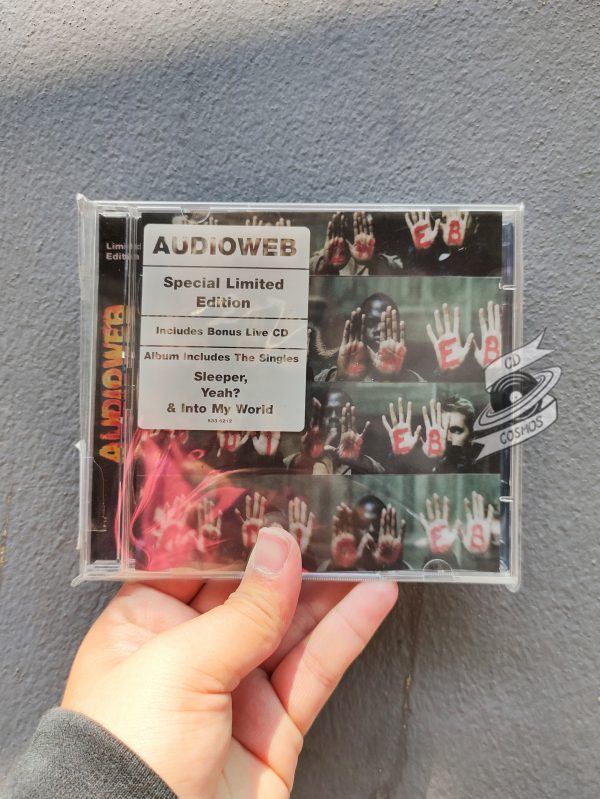 Limited
Edition
AUDIOWEB
AUDIOWEB
Special Limited
Edition
Includes Bonus Live CD
Album Includes The Singles
Sleeper,
Yeah?
& Into My World
E B
E B
E B
E B
CD
COSMOS